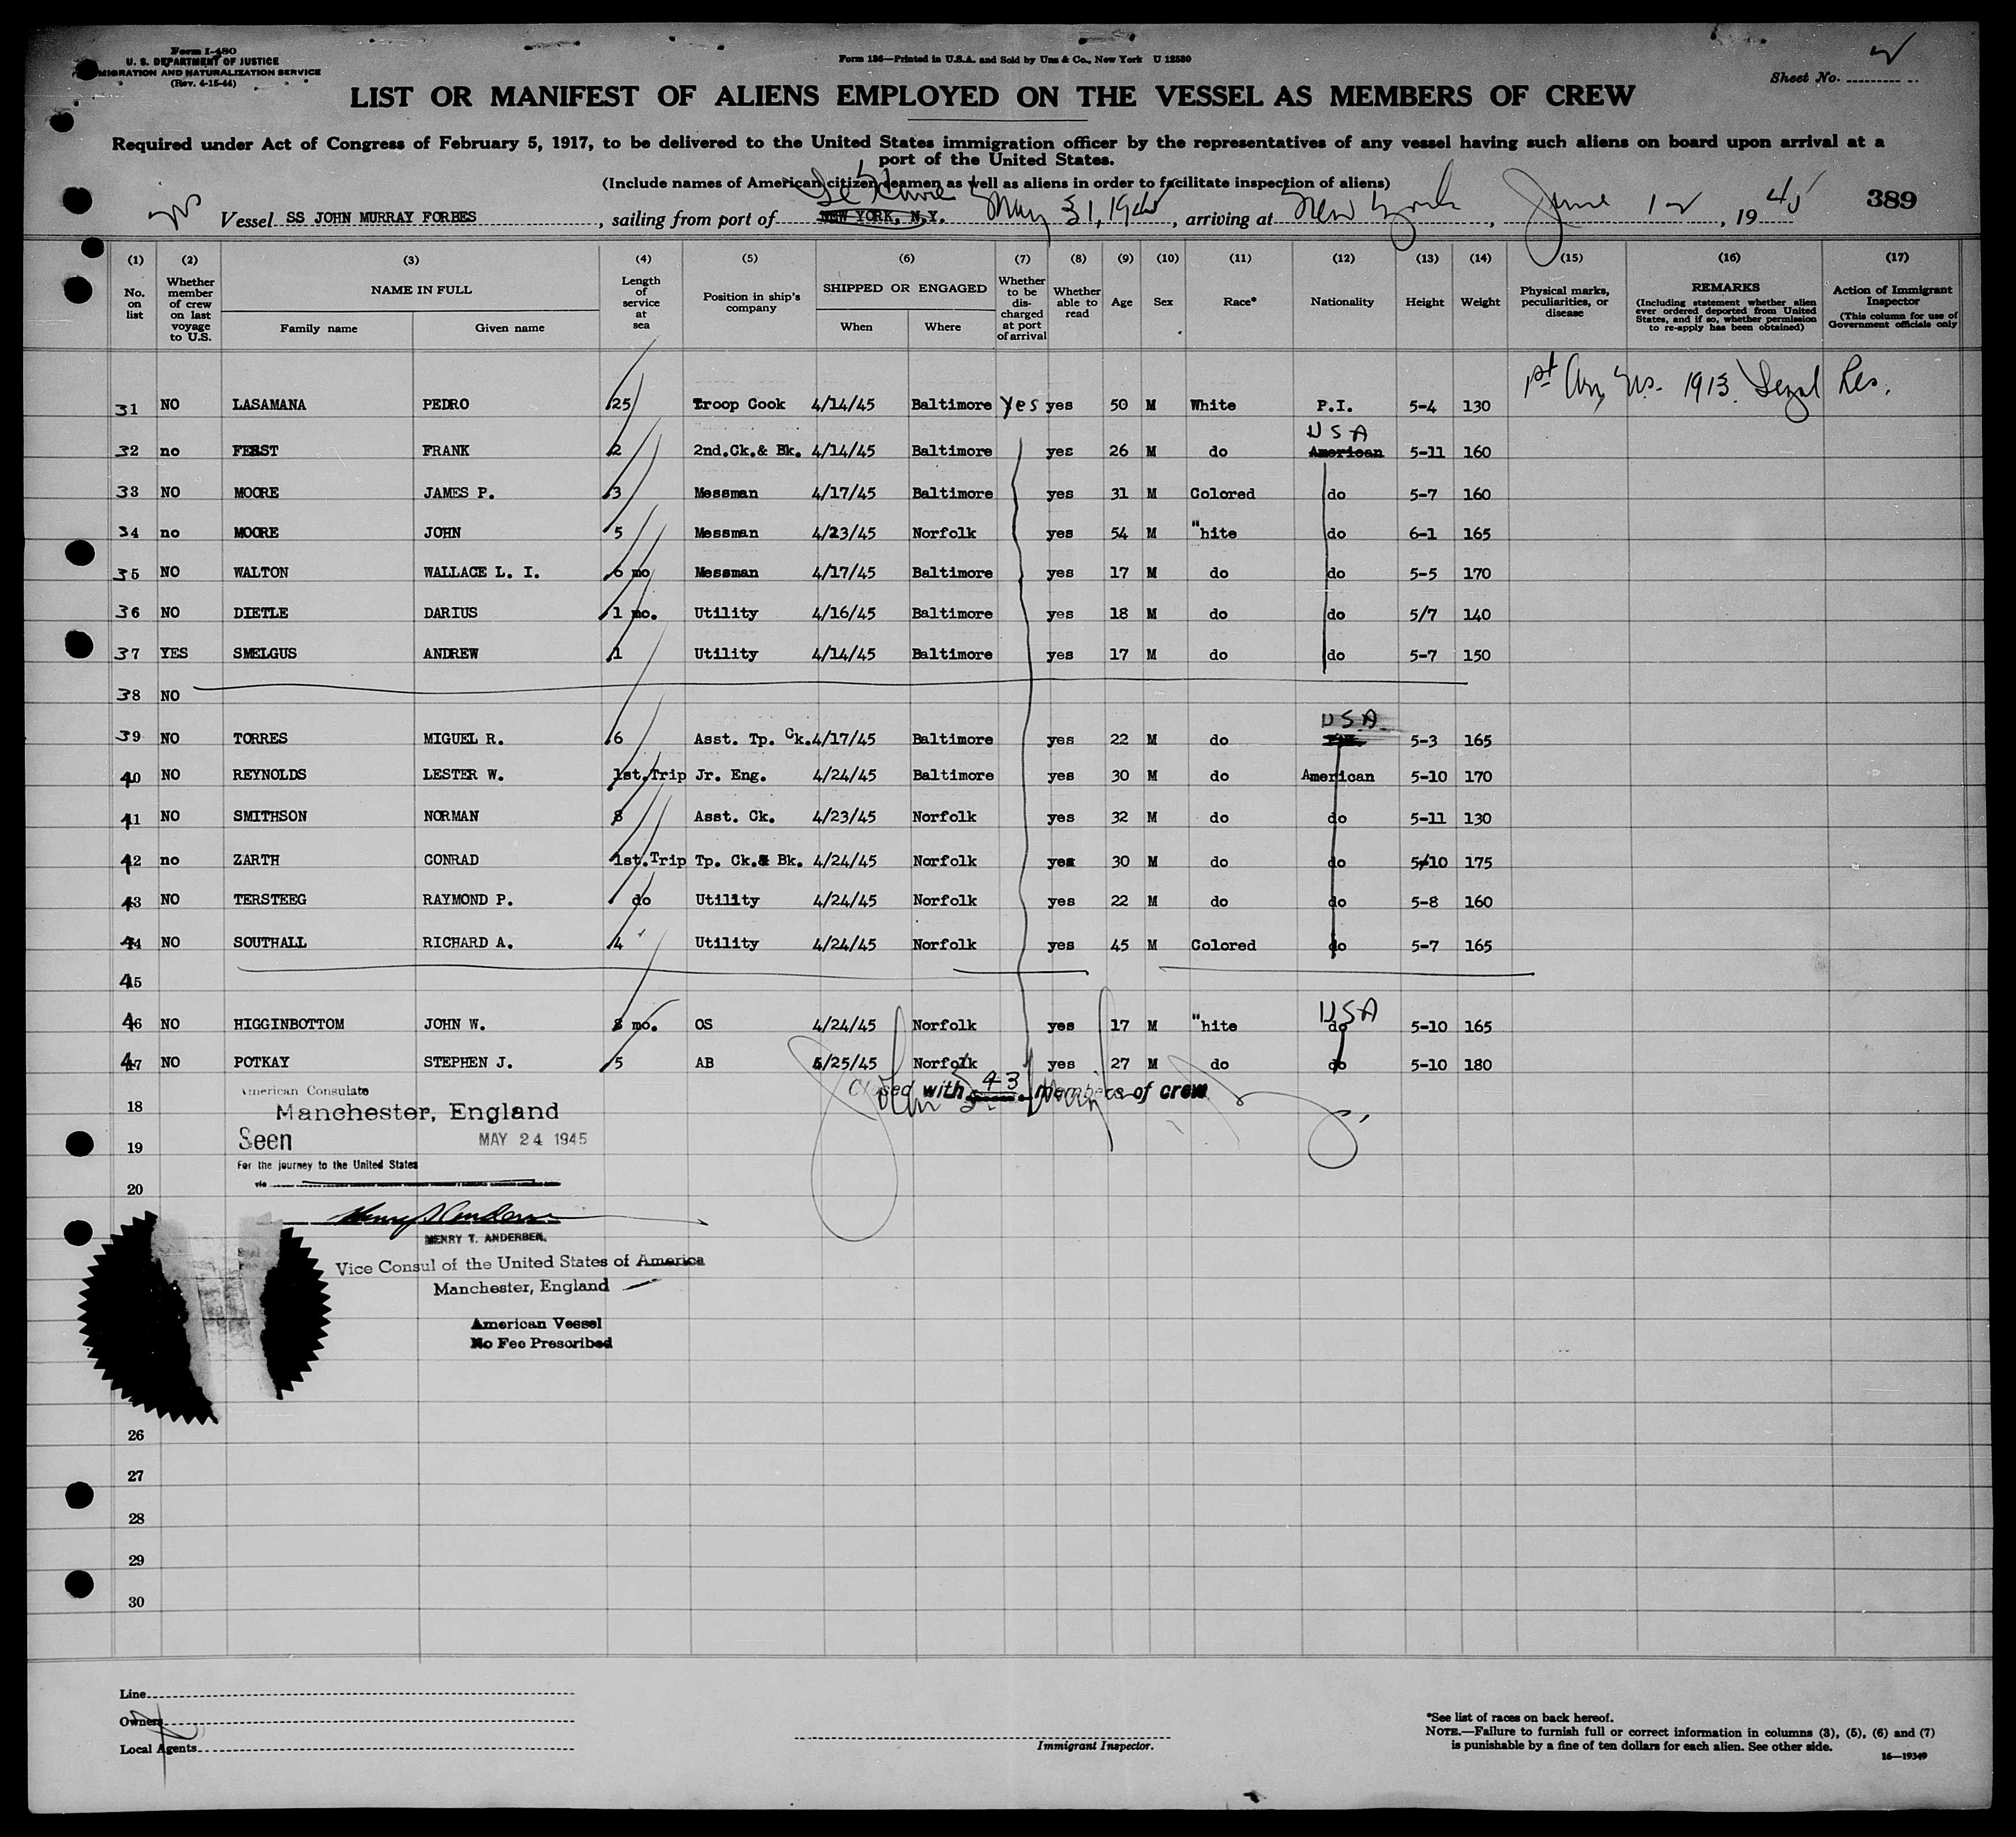 Form I-480
U. S. DEPARTMENT OF JUSTICE
MIGRATION AND NATURALIZATION SERVICE
(Rev. 4-15-44)
Form 136—Printed in U.S.A. and Sold by Unz & Co., New York U 12580
Sheet No. 2
LIST OR MANIFEST OF ALIENS EMPLOYED ON THE VESSEL AS MEMBERS OF CREW
Required under Act of Congress of February 5, 1917, to be delivered to the United States immigration officer by the representatives of any vessel having such aliens on board upon arrival at a
port of the United States.
(Include names of American citizen seamen as well as aliens in order to facilitate inspection of aliens)
Vessel SS JOHN MURRAY FORBES, sailing from port of Le Havre NEW YORK, N.Y. May 31, 1945, arriving at New York, June 12, 1945 389
(1) (2) (3) (4) (5) (6) (7) (8) (9) (10) (11) (12) (13) (14) (15) (16) (17)
No. on list
Whether member of crew on last voyage to U.S.
NAME IN FULL
Family name Given name
Length of service at sea
Position in ship's company
SHIPPED OR ENGAGED
When Where
Whether to be discharged at port of arrival
Whether able to read
Age Sex Race* Nationality Height Weight
Physical marks, peculiarities, or disease
REMARKS
(Including statement whether alien ever ordered deported from United States, and if so, whether permission to re-apply has been obtained)
Action of Immigrant Inspector
(This column for use of Government officials only
1st Arr. 1913 Legal Res.
31 NO LASAMANA PEDRO 25 Troop Cook 4/14/45 Baltimore Yes yes 50 M White P.I. 5-4 130
USA
32 no FERST FRANK 2 2nd.Ck.& Bk. 4/14/45 Baltimore yes 26 M do American 5-11 160
33 NO MOORE JAMES P. 3 Messman 4/17/45 Baltimore yes 31 M Colored do 5-7 160
34 no MOORE JOHN 5 Messman 4/23/45 Norfolk yes 54 M "hite do 6-1 165
35 NO WALTON WALLACE L. I. 6 mo Messman 4/17/45 Baltimore yes 17 M do do 5-5 170
36 NO DIETLE DARIUS 1 mo. Utility 4/16/45 Baltimore yes 18 M do do 5/7 140
37 YES SMELGUS ANDREW 1 Utility 4/14/45 Baltimore yes 17 M do do 5-7 150
38 NO
USA
39 NO TORRES MIGUEL R. 6 Asst. Tp. Ck. 4/17/45 Baltimore yes 22 M do 5-3 165
40 NO REYNOLDS LESTER W. 1st.Trip Jr. Eng. 4/24/45 Baltimore yes 30 M do American 5-10 170
41 NO SMITHSON NORMAN 8 Asst. Ck. 4/23/45 Norfolk yes 32 M do do 5-11 130
42 no ZARTH CONRAD 1st.Trip Tp. Ck.& Bk. 4/24/45 Norfolk yes 30 M do do 5-10 175
43 NO TERSTEEG RAYMOND P. do Utility 4/24/45 Norfolk yes 22 M do do 5-8 160
44 NO SOUTHALL RICHARD A. 4 Utility 4/24/45 Norfolk yes 45 M Colored do 5-7 165
45
USA
46 NO HIGGINBOTTOM JOHN W. 8 mo. OS 4/24/45 Norfolk yes 17 M "hite do 5-10 165
47 NO POTKAY STEPHEN J. 5 AB 5/25/45 Norfolk yes 27 M do do 5-10 180
Closed with 43 members of crew
American Consulate
Manchester, England
18
Seen MAY 24 1945
19
For the journey to the United States
via
20
HENRY T. ANDERSEN.
Vice Consul of the United States of America
Manchester, England
American Vessel
No Fee Prescribed
26
27
28
29
30
Line
Owners
Local Agents
Immigrant Inspector.
*See list of races on back hereof.
NOTE.—Failure to furnish full or correct information in columns (3), (5), (6) and (7)
is punishable by a fine of ten dollars for each alien. See other side.
16—19349